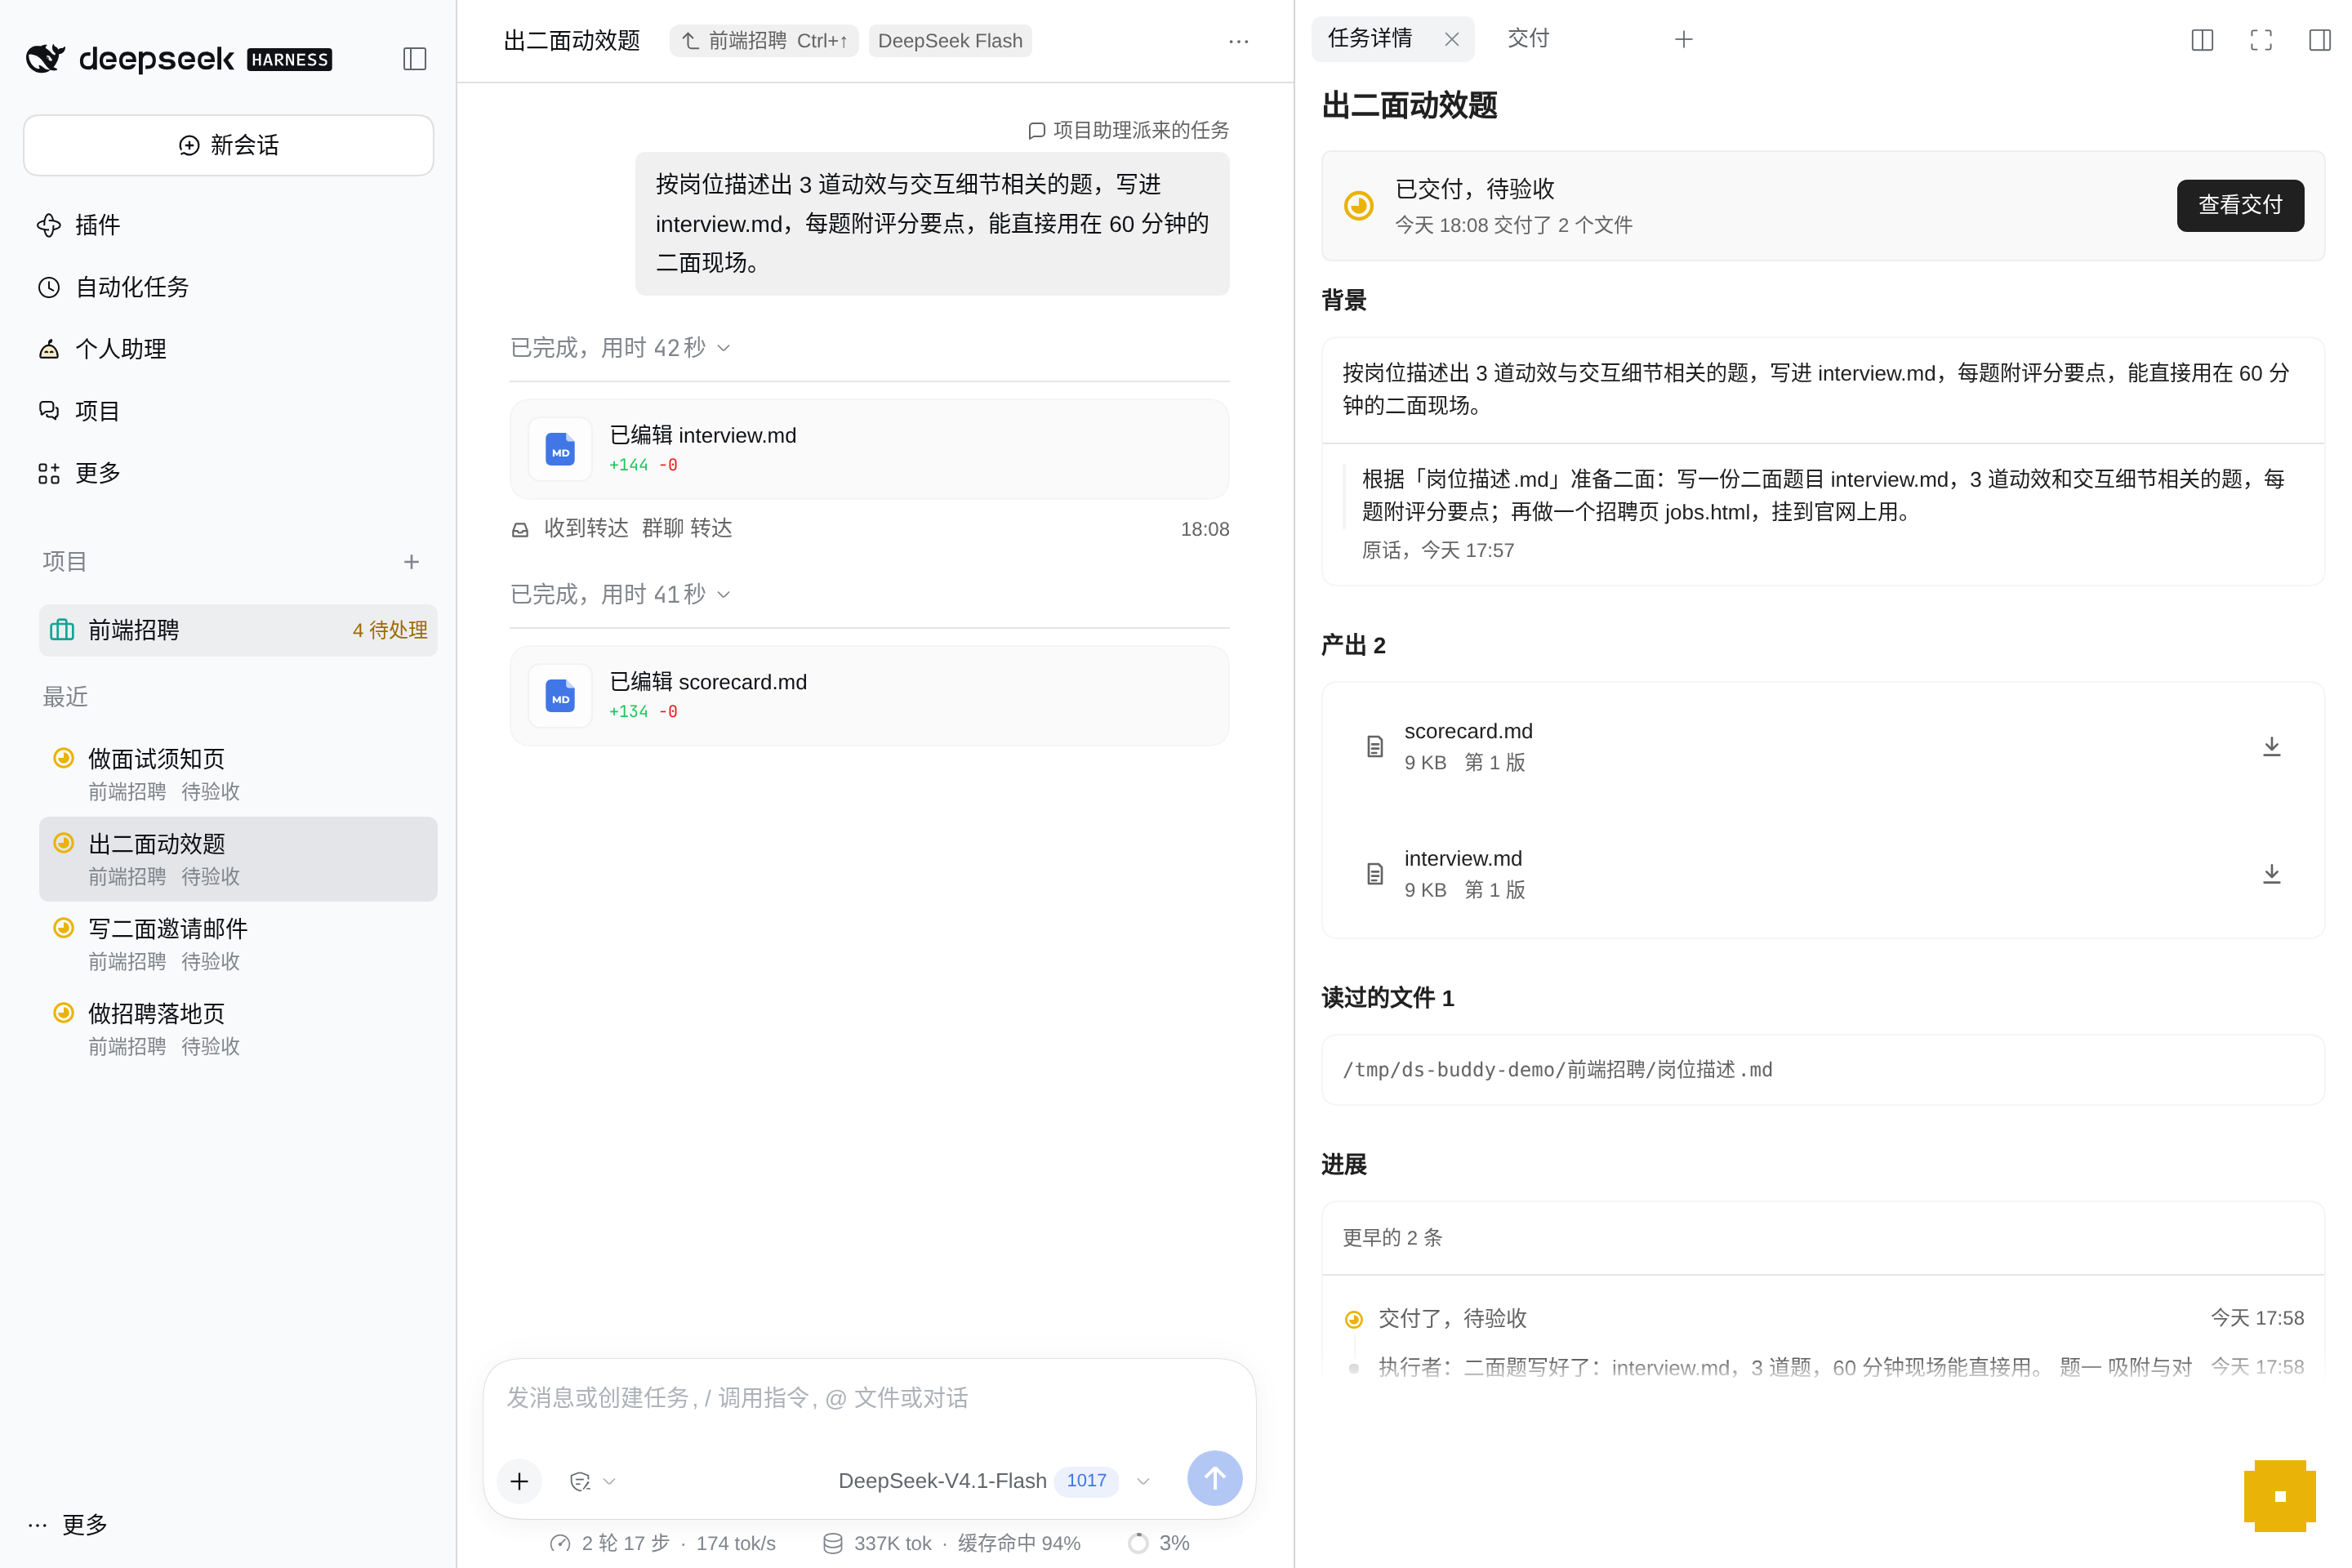 deepseek HARNESS
新会话
插件
自动化任务
个人助理
项目
更多
项目
前端招聘 4 待处理
最近
做面试须知页
前端招聘 待验收
出二面动效题
前端招聘 待验收
写二面邀请邮件
前端招聘 待验收
做招聘落地页
前端招聘 待验收
更多
出二面动效题 前端招聘 Ctrl+↑ DeepSeek Flash
项目助理派来的任务
按岗位描述出 3 道动效与交互细节相关的题，写进
interview.md，每题附评分要点，能直接用在 60 分钟的
二面现场。
已完成，用时 42秒
MD
已编辑 interview.md
+144 -0
收到转达 群聊 转达 18:08
已完成，用时 41秒
MD
已编辑 scorecard.md
+134 -0
发消息或创建任务, / 调用指令, @ 文件或对话
DeepSeek-V4.1-Flash 1017
2 轮 17 步 · 174 tok/s 337K tok · 缓存命中 94% 3%
任务详情 交付
出二面动效题
已交付，待验收
今天 18:08 交付了 2 个文件
查看交付
背景
按岗位描述出 3 道动效与交互细节相关的题，写进 interview.md，每题附评分要点，能直接用在 60 分
钟的二面现场。
根据「岗位描述.md」准备二面：写一份二面题目 interview.md，3 道动效和交互细节相关的题，每
题附评分要点；再做一个招聘页 jobs.html，挂到官网上用。
原话，今天 17:57
产出 2
scorecard.md
9 KB 第 1 版
interview.md
9 KB 第 1 版
读过的文件 1
/tmp/ds-buddy-demo/前端招聘/岗位描述.md
进展
更早的 2 条
交付了，待验收 今天 17:58
执行者：二面题写好了：interview.md，3 道题，60 分钟现场能直接用。 题一 吸附与对 今天 17:58